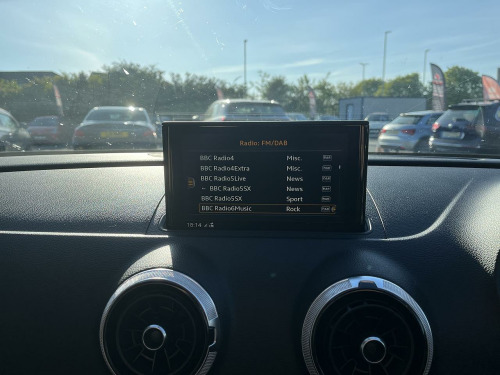 Radio: FM/DAB
BBC Radio4 Misc.
BBC Radio4Extra Misc.
BBC Radio5Live News
← BBC Radio5SX News
BBC Radio5SX Sport
BBC Radio6Music Rock
18:14